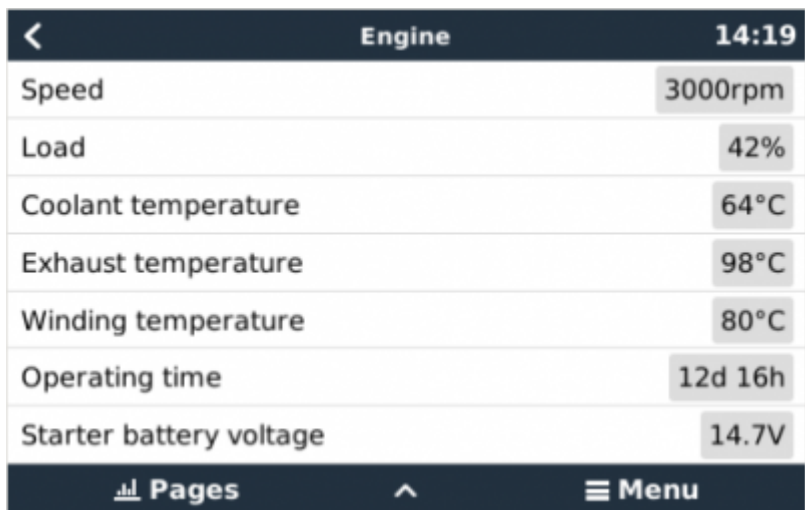 Engine 14:19
Speed 3000rpm
Load 42%
Coolant temperature 64°C
Exhaust temperature 98°C
Winding temperature 80°C
Operating time 12d 16h
Starter battery voltage 14.7V
Pages Menu